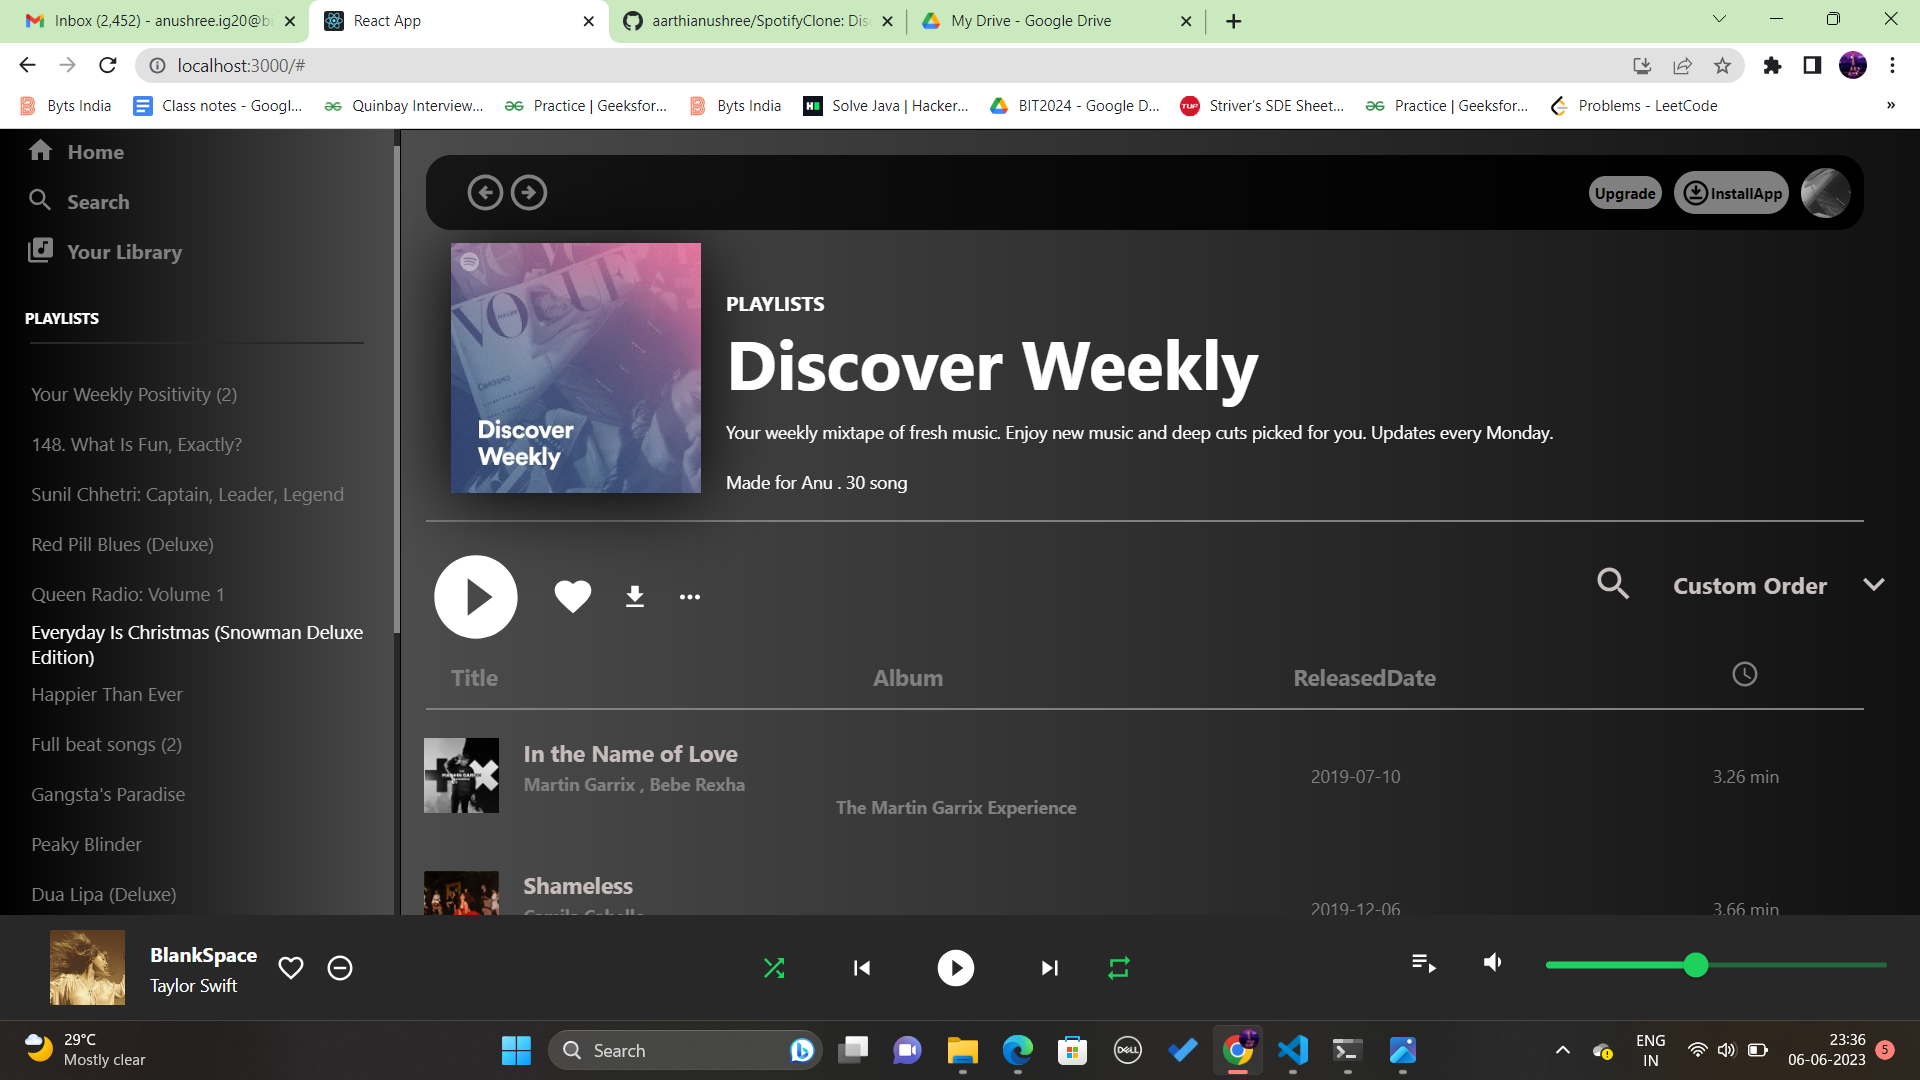 Inbox (2,452) - anushree.ig20@bi
React App
aarthianushree/SpotifyClone: Disc
My Drive - Google Drive
localhost:3000/#
Byts India
Class notes - Googl...
Quinbay Interview...
Practice | Geeksfor...
Byts India
Solve Java | Hacker...
BIT2024 - Google D...
Striver's SDE Sheet...
Practice | Geeksfor...
Problems - LeetCode
»
Home
Search
Your Library
PLAYLISTS
Your Weekly Positivity (2)
148. What Is Fun, Exactly?
Sunil Chhetri: Captain, Leader, Legend
Red Pill Blues (Deluxe)
Queen Radio: Volume 1
Everyday Is Christmas (Snowman Deluxe
Edition)
Happier Than Ever
Full beat songs (2)
Gangsta's Paradise
Peaky Blinder
Dua Lipa (Deluxe)
Upgrade
InstallApp
VOGUE
Discover
Weekly
PLAYLISTS
Discover Weekly
Your weekly mixtape of fresh music. Enjoy new music and deep cuts picked for you. Updates every Monday.
Made for Anu . 30 song
Custom Order
Title
Album
ReleasedDate
In the Name of Love
Martin Garrix , Bebe Rexha
The Martin Garrix Experience
2019-07-10
3.26 min
Shameless
Camila Cabello
2019-12-06
3.66 min
BlankSpace
Taylor Swift
29°C
Mostly clear
Search
DELL
ENG
IN
23:36
06-06-2023
5